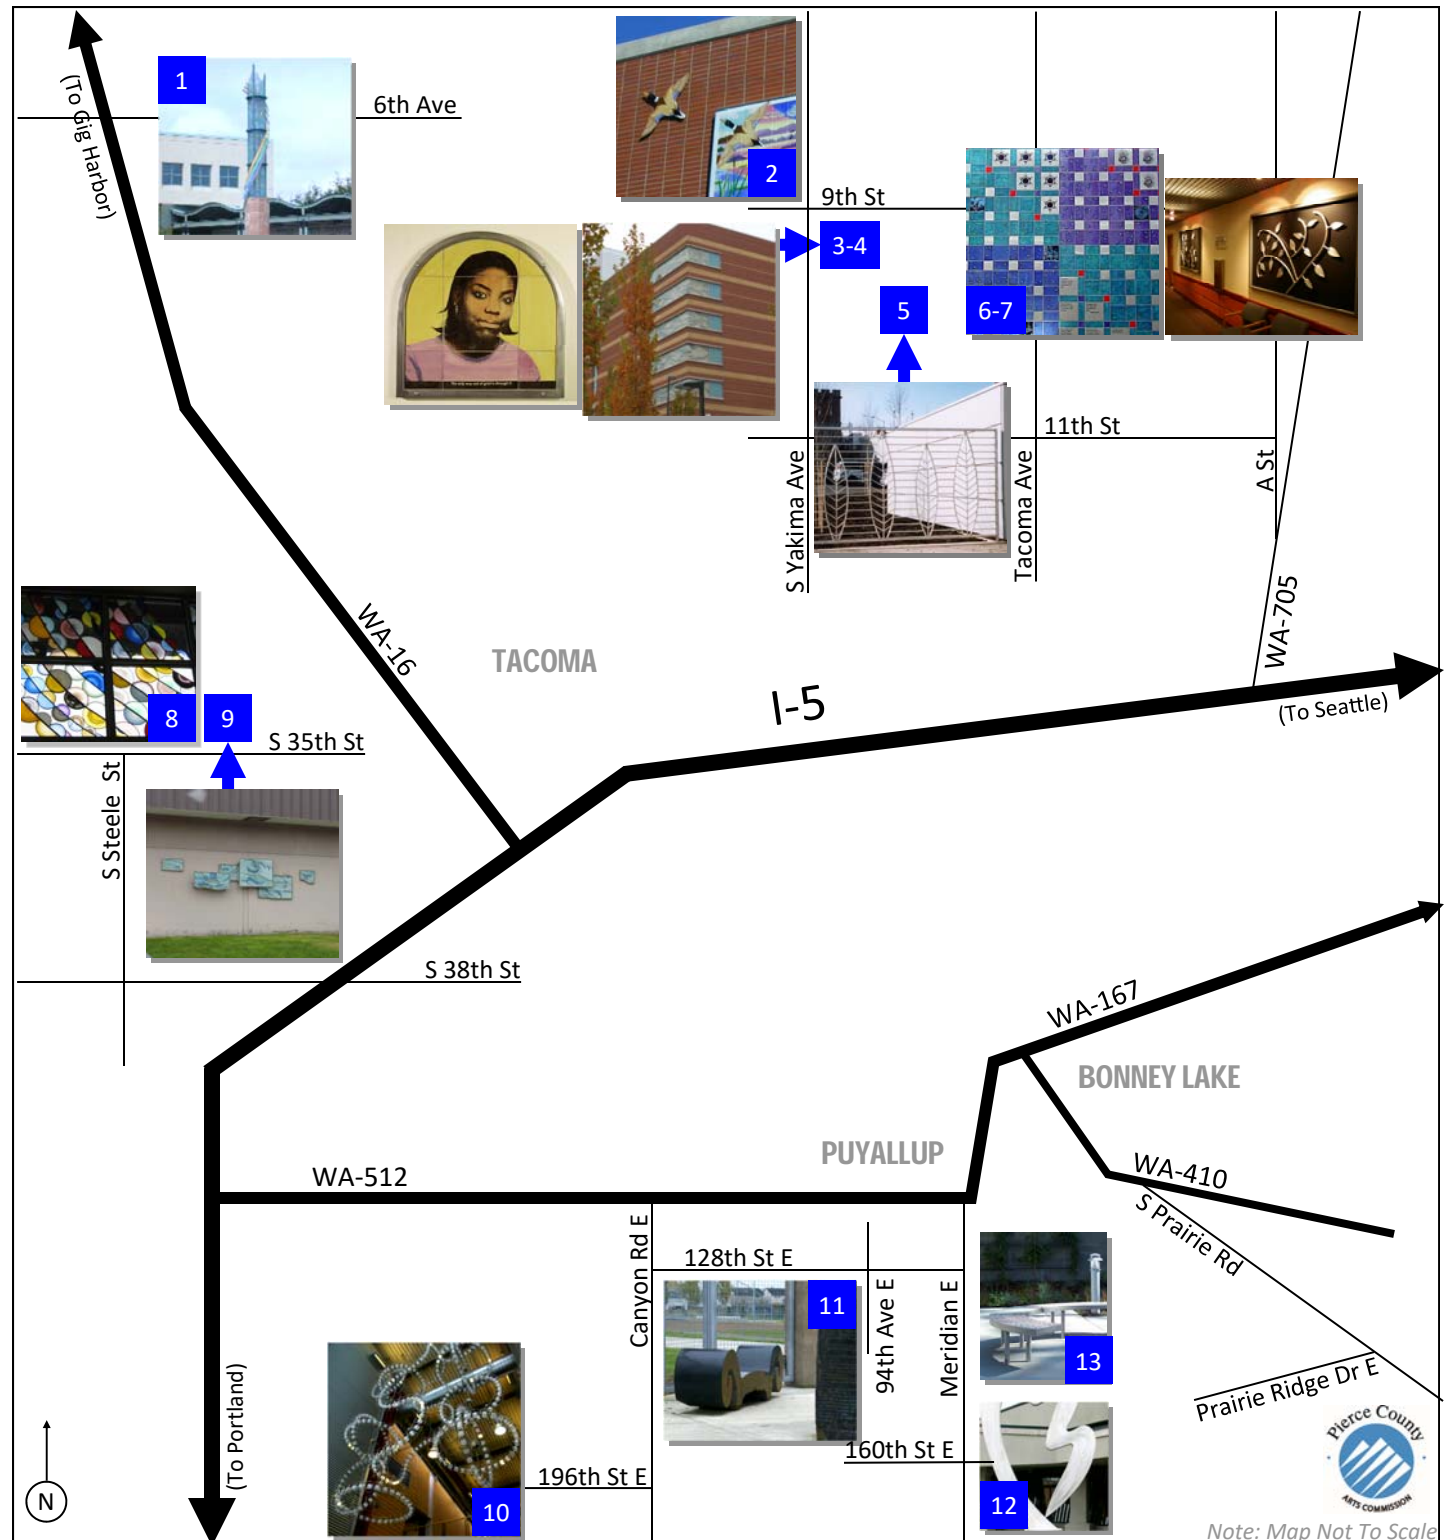 (To Gig Harbor)
1
6th Ave
2
9th St
3-4
5
6-7
11th St
S Yakima Ave
Tacoma Ave
A St
WA-705
WA-16
TACOMA
I-5
(To Seattle)
8
9
S 35th St
S Steele St
S 38th St
WA-167
BONNEY LAKE
PUYALLUP
WA-410
WA-512
S Prairie Rd
Canyon Rd E
128th St E
11
94th Ave E
Meridian E
13
Prairie Ridge Dr E
(To Portland)
160th St E
196th St E
10
12
N
Pierce County
ARTS COMMISSION
Note: Map Not To Scale